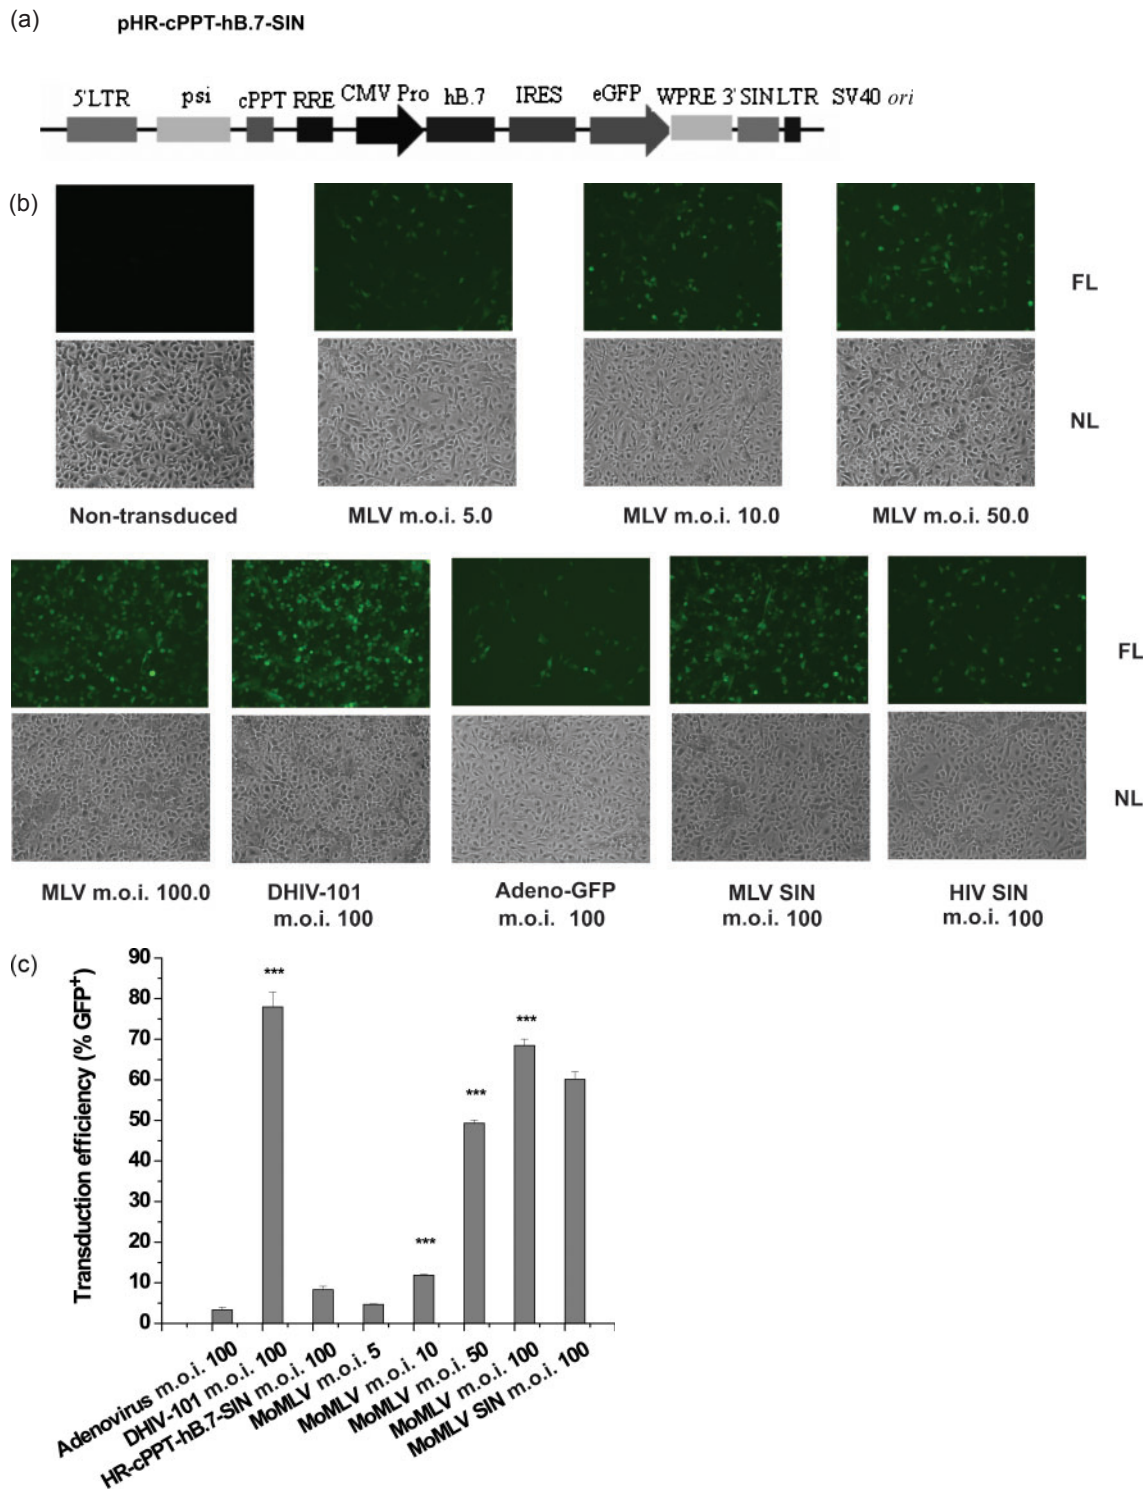 (a)
pHR-cPPT-hB.7-SIN
5'LTR psi cPPT RRE CMV Pro hB.7 IRES eGFP WPRE 3' SIN LTR SV40 ori
(b)
FL
NL
Non-transduced MLV m.o.i. 5.0 MLV m.o.i. 10.0 MLV m.o.i. 50.0
FL
NL
MLV m.o.i. 100.0 DHIV-101 Adeno-GFP MLV SIN HIV SIN
m.o.i. 100 m.o.i. 100 m.o.i. 100 m.o.i. 100
(c)
Transduction efficiency (% GFP+)
90
80
70
60
50
40
30
20
10
0
***
***
***
***
Adenovirus m.o.i. 100
DHIV-101 m.o.i. 100
HR-cPPT-hB.7-SIN m.o.i. 100
MoMLV m.o.i. 5
MoMLV m.o.i. 10
MoMLV m.o.i. 50
MoMLV m.o.i. 100
MoMLV SIN m.o.i. 100